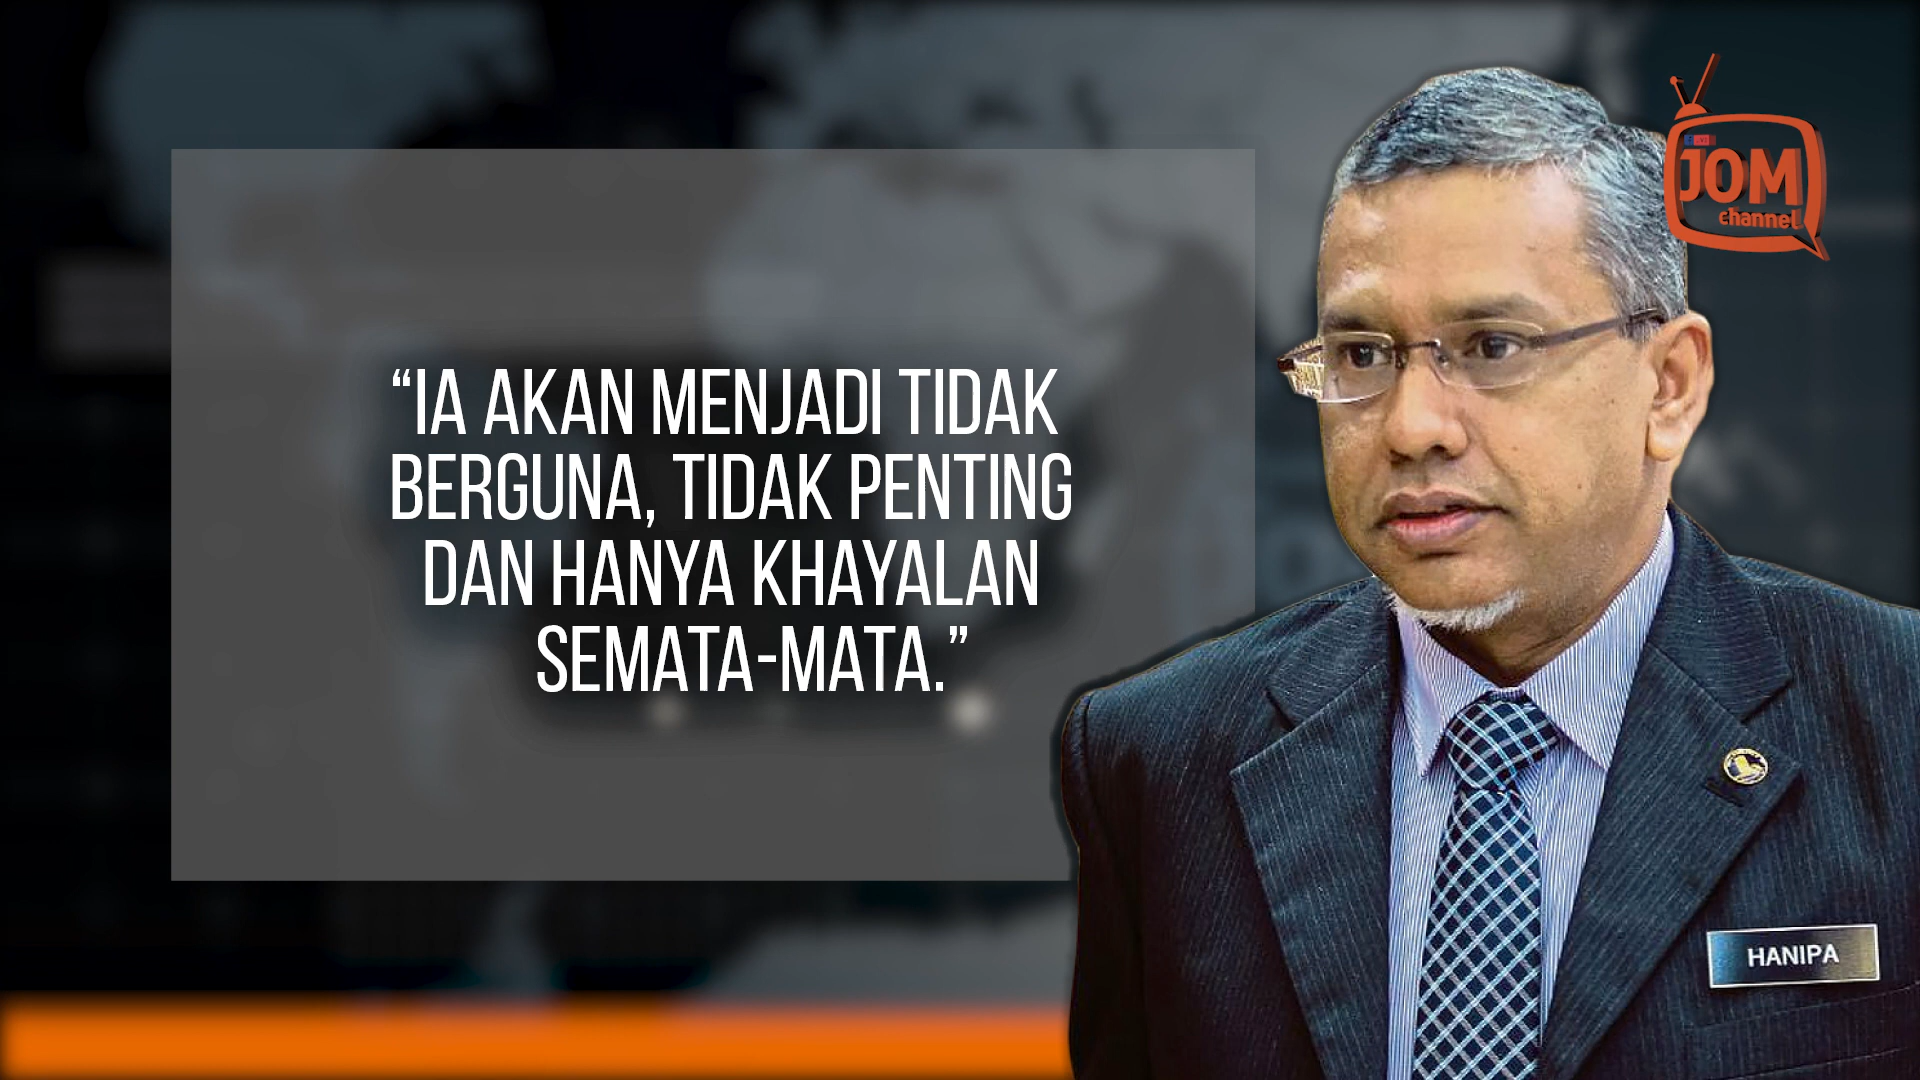 “IA AKAN MENJADI TIDAK
BERGUNA, TIDAK PENTING
DAN HANYA KHAYALAN
SEMATA-MATA.”
JOM
channel
HANIPA